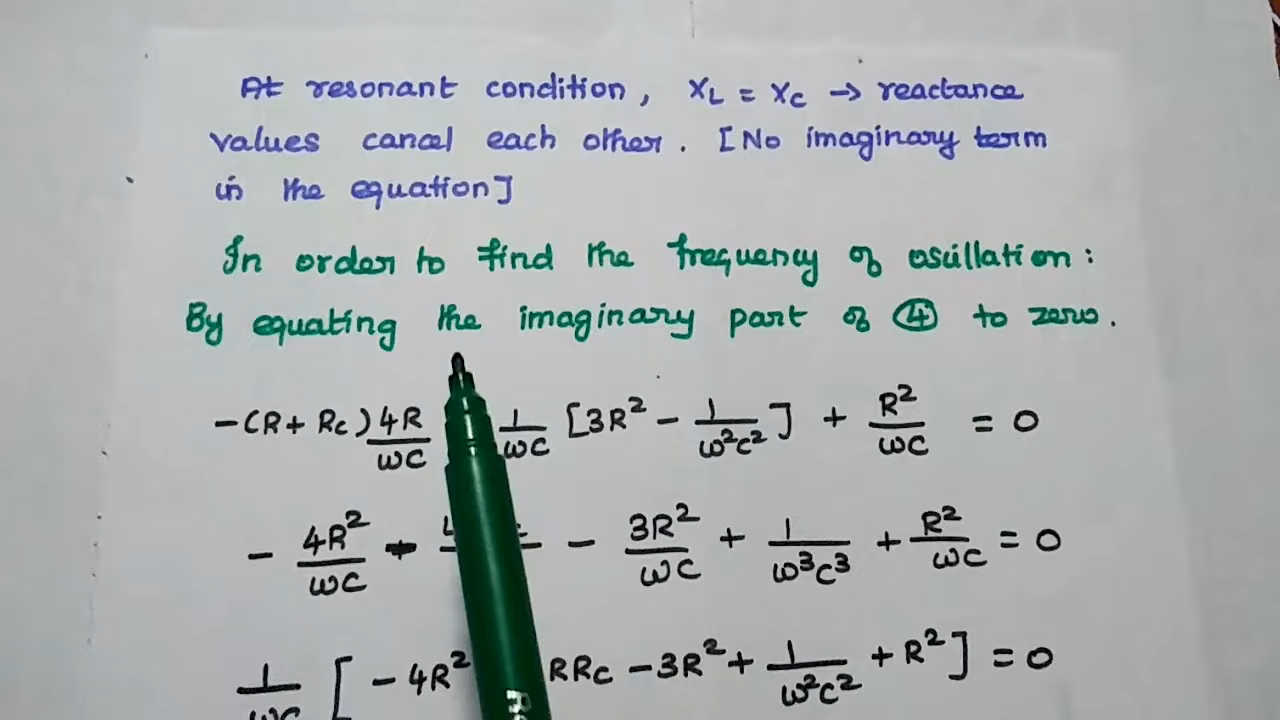 At resonant condition, XL = XC → reactance
values cancel each other. [No imaginary term
in the equation]
In order to find the frequency of oscillation:
By equating the imaginary part of ④ to zero.
-(R+ RC) 4R/ωC 1/ωC [3R² - 1/ω²C²] + R²/ωC = 0
- 4R²/ωC - - 3R²/ωC + 1/ω³C³ + R²/ωC = 0
1/ωC [ -4R² RRC - 3R² + 1/ω²C² + R² ] = 0